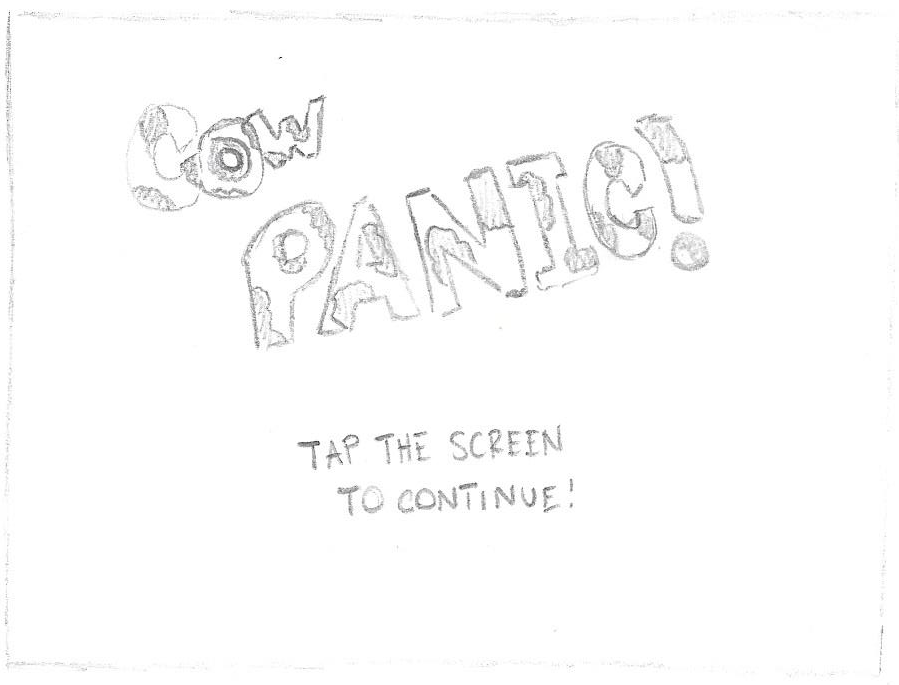 COW
PANIC!
TAP THE SCREEN
TO CONTINUE!